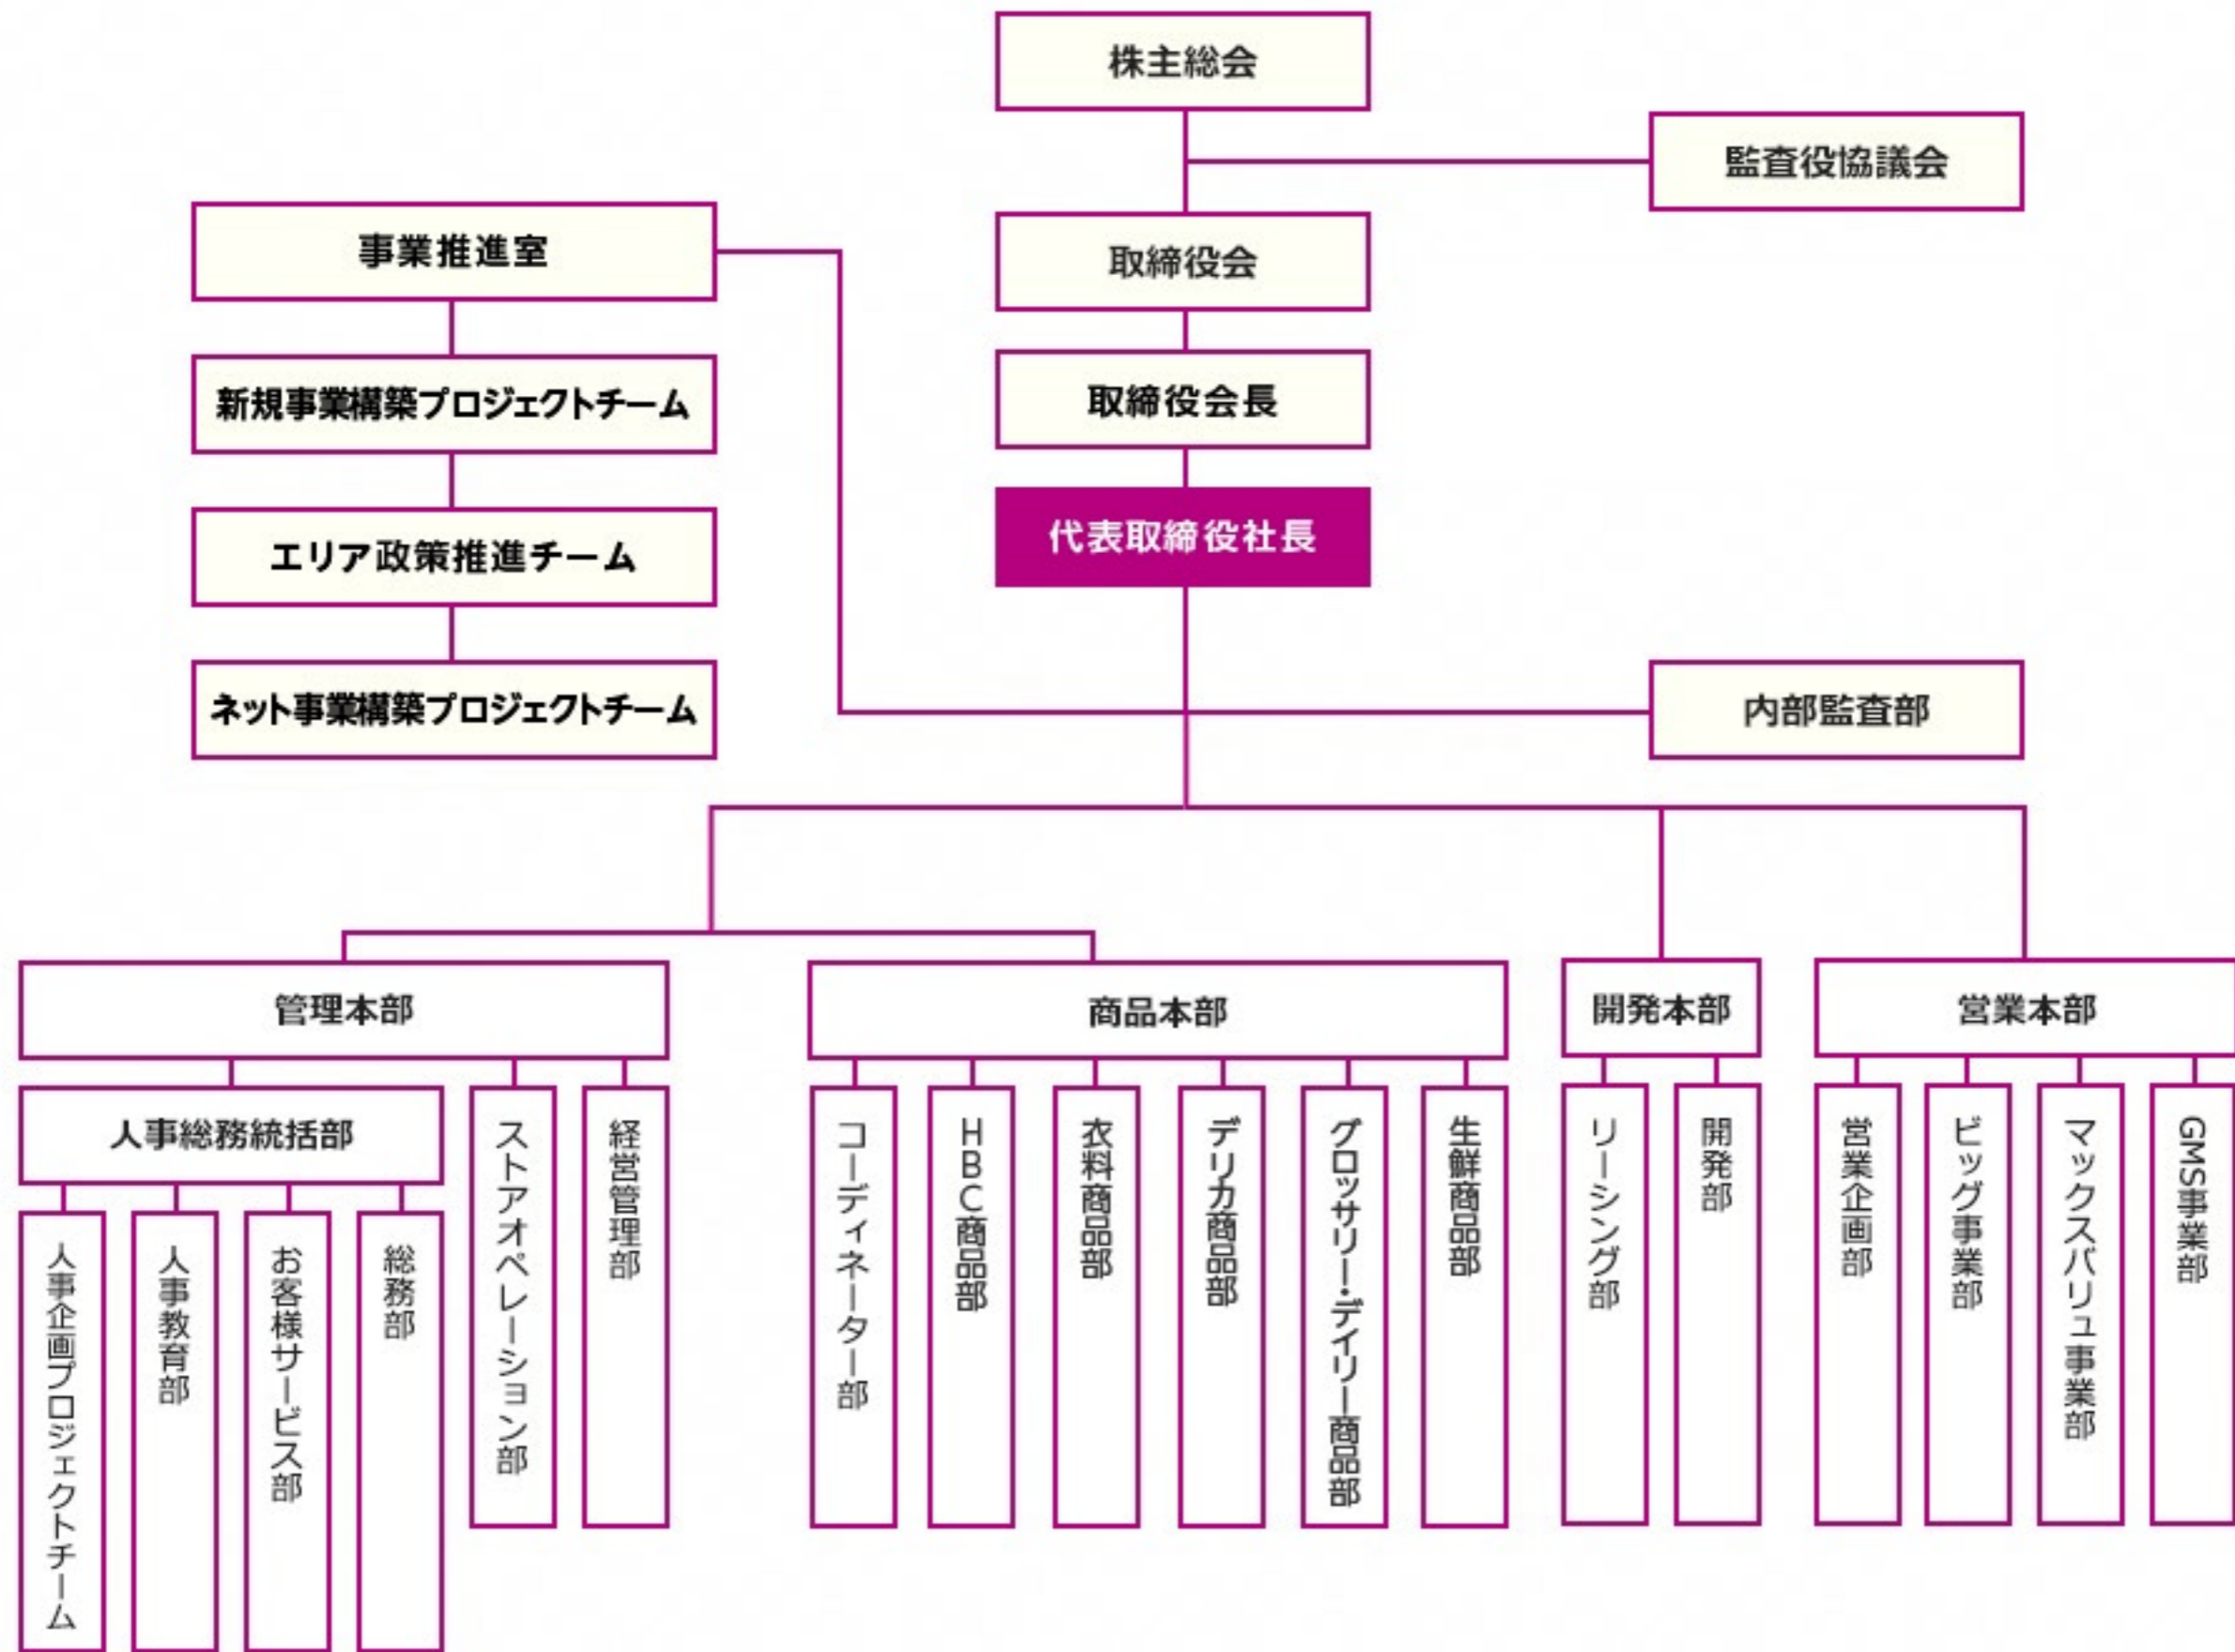 株主総会
監査役協議会
取締役会
事業推進室
取締役会長
新規事業構築プロジェクトチーム
代表取締役社長
エリア政策推進チーム
ネット事業構築プロジェクトチーム
内部監査部
管理本部
人事総務統括部
人事企画プロジェクトチーム
人事教育部
お客様サービス部
総務部
ストアオペレーション部
経営管理部
商品本部
コーディネーター部
HBC商品部
衣料商品部
デリカ商品部
グロッサリー・デイリー商品部
生鮮商品部
開発本部
リーシング部
開発部
営業本部
営業企画部
ビッグ事業部
マックスバリュ事業部
GMS事業部